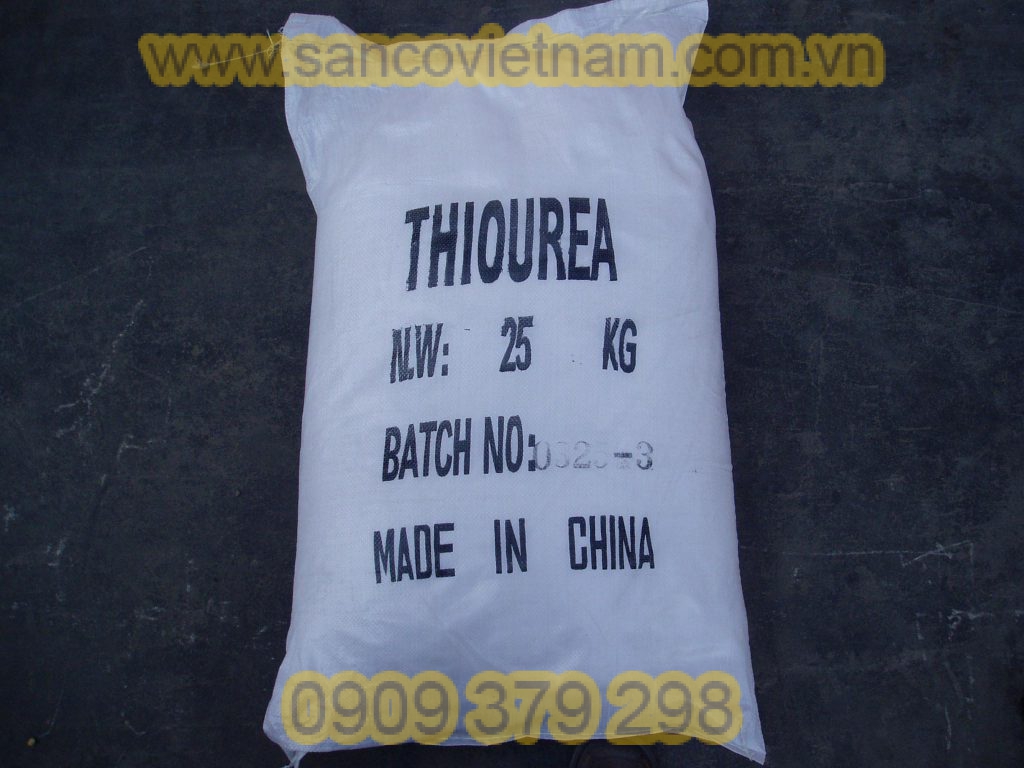 www.sancovietnam.com.vn
THIOUREA
N.W: 25 KG
BATCH NO:
MADE IN CHINA
0909 379 298